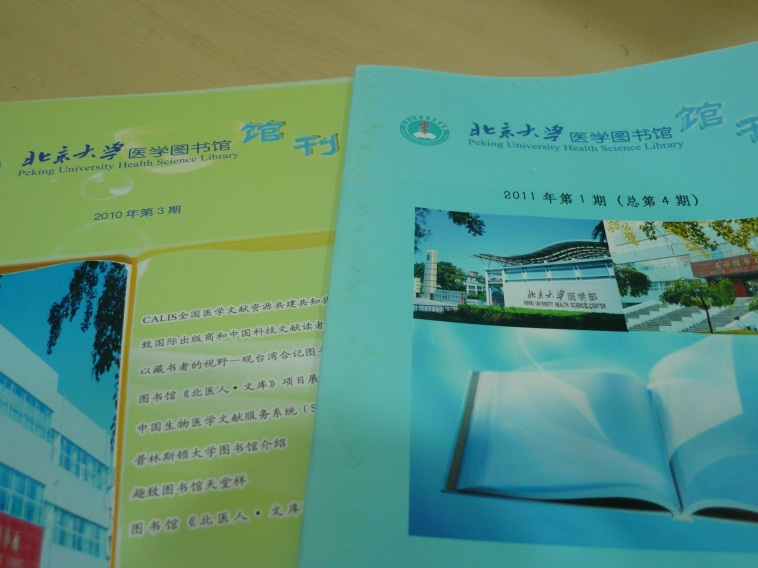 北京大学医学图书馆 馆刊
Peking University Health Science Library
2010 年第 3 期
CALIS全国医学文献资源共建共知共
致国际出版商和中国科技文献读者
以藏书者的视野—观台湾合记图
图书馆《北医人·文库》项目展
中国生物医学文献服务系统（S
普林斯顿大学图书馆介绍
趣致图书馆天堂样
图书馆《北医人·文库
北京大学医学图书馆 馆刊
Peking University Health Science Library
2011 年第 1 期（总第 4 期）
北京大学医学部
PEKING UNIVERSITY HEALTH SCIENCE CENTER